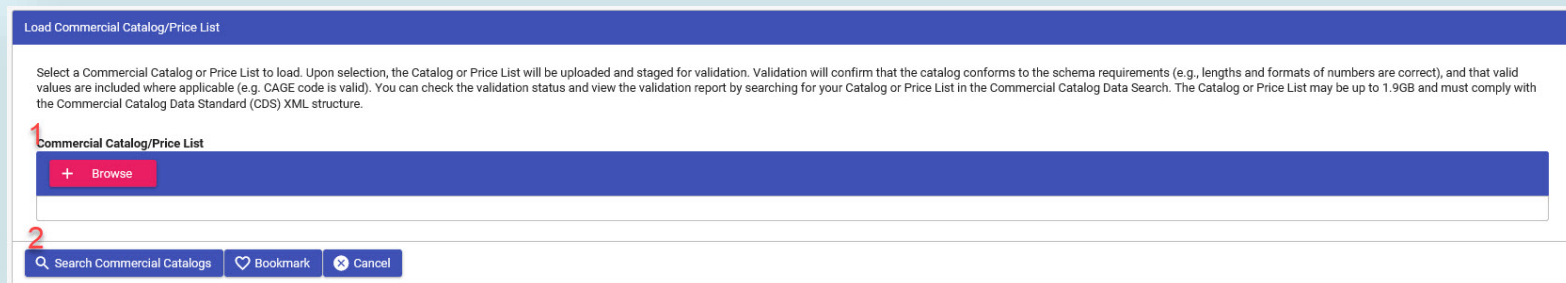 Load Commercial Catalog/Price List
Select a Commercial Catalog or Price List to load. Upon selection, the Catalog or Price List will be uploaded and staged for validation. Validation will confirm that the catalog conforms to the schema requirements (e.g., lengths and formats of numbers are correct), and that valid
values are included where applicable (e.g. CAGE code is valid). You can check the validation status and view the validation report by searching for your Catalog or Price List in the Commercial Catalog Data Search. The Catalog or Price List may be up to 1.9GB and must comply with
the Commercial Catalog Data Standard (CDS) XML structure.
1
Commercial Catalog/Price List
+ Browse
2
Search Commercial Catalogs Bookmark Cancel